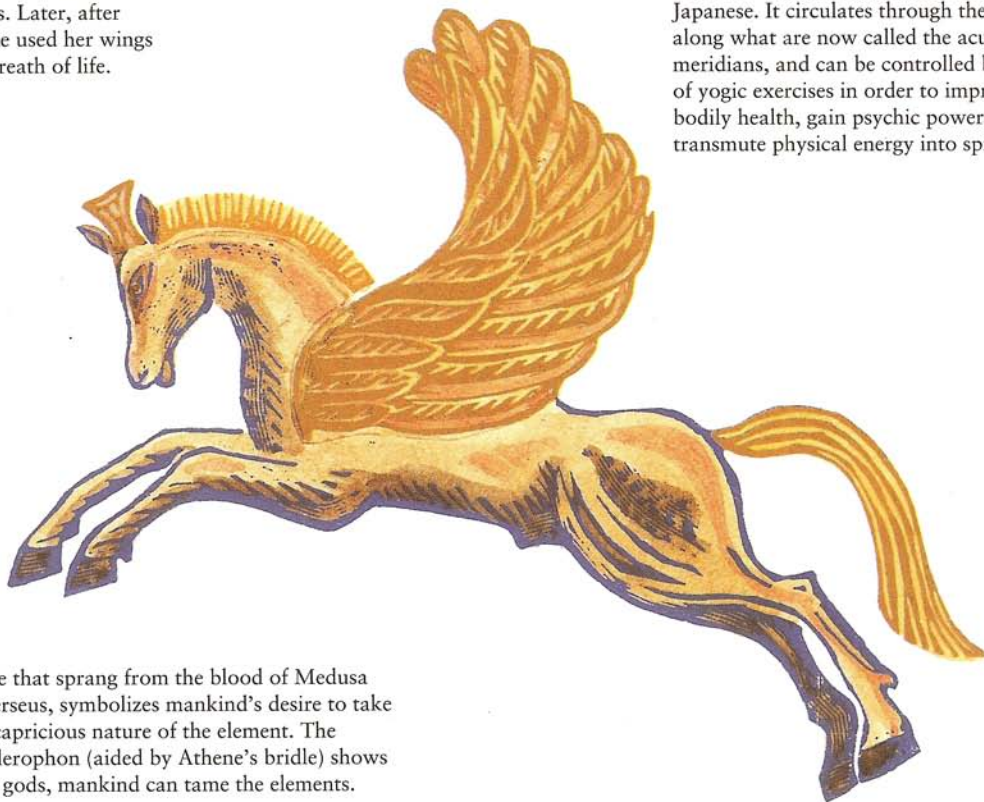 s. Later, after
e used her wings
reath of life.
Japanese. It circulates through the
along what are now called the acu
meridians, and can be controlled b
of yogic exercises in order to impr
bodily health, gain psychic power
transmute physical energy into sp
e that sprang from the blood of Medusa
erseus, symbolizes mankind's desire to take
capricious nature of the element. The
lerophon (aided by Athene's bridle) shows
gods, mankind can tame the elements.